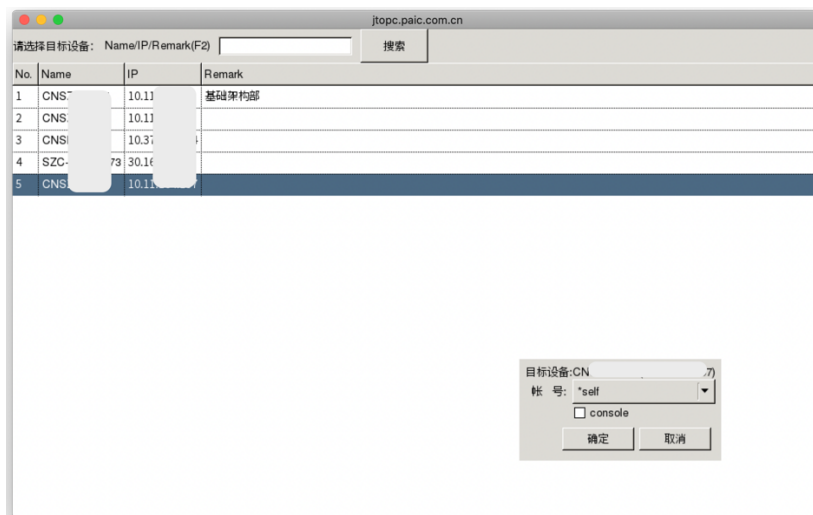 jtopc.paic.com.cn
请选择目标设备: Name/IP/Remark(F2) 搜索
No. Name IP Remark
1 CNS 10.11 基础架构部
2 CNS 10.11
3 CNS 10.37
4 SZC- 73 30.16
5 CNS 10.11
目标设备:CN 7)
帐 号: *self
console
确定 取消